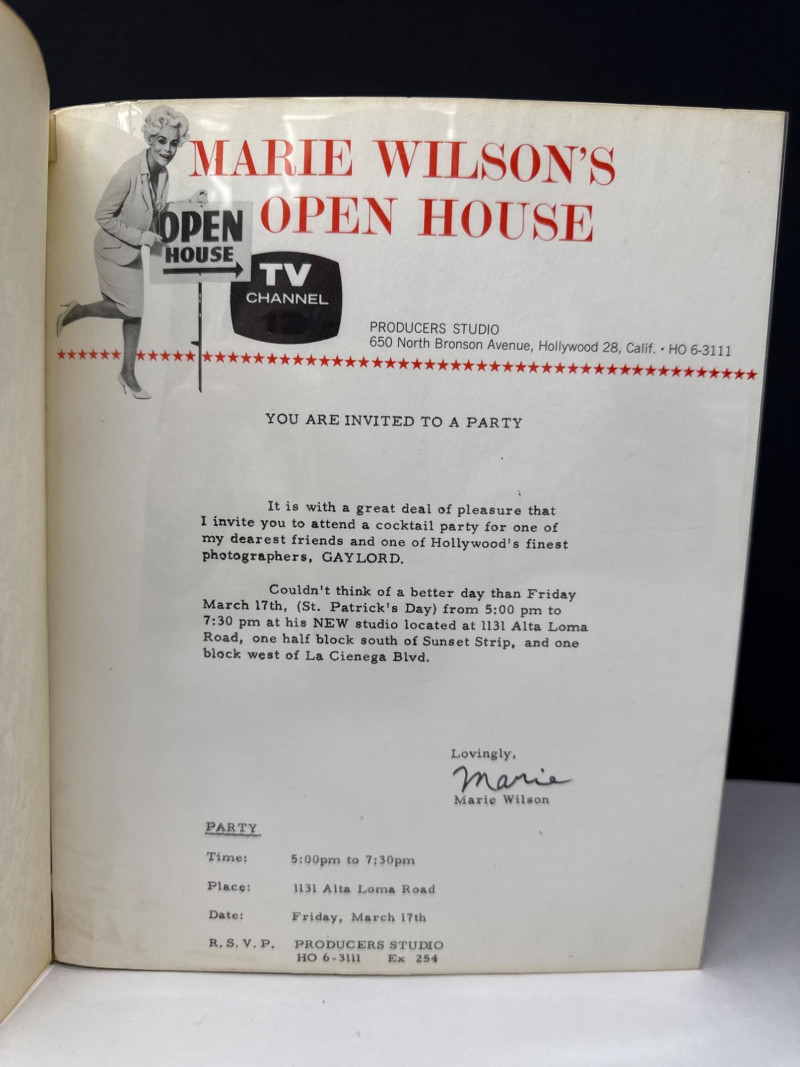 MARIE WILSON'S
OPEN HOUSE
OPEN
HOUSE
TV
CHANNEL
13
PRODUCERS STUDIO
650 North Bronson Avenue, Hollywood 28, Calif. • HO 6-3111
YOU ARE INVITED TO A PARTY
It is with a great deal of pleasure that
I invite you to attend a cocktail party for one of
my dearest friends and one of Hollywood's finest
photographers, GAYLORD.
Couldn't think of a better day than Friday
March 17th, (St. Patrick's Day) from 5:00 pm to
7:30 pm at his NEW studio located at 1131 Alta Loma
Road, one half block south of Sunset Strip, and one
block west of La Cienega Blvd.
Lovingly,
Marie
Marie Wilson
PARTY
Time: 5:00pm to 7:30pm
Place: 1131 Alta Loma Road
Date: Friday, March 17th
R.S.V.P. PRODUCERS STUDIO
HO 6-3111 Ex 254